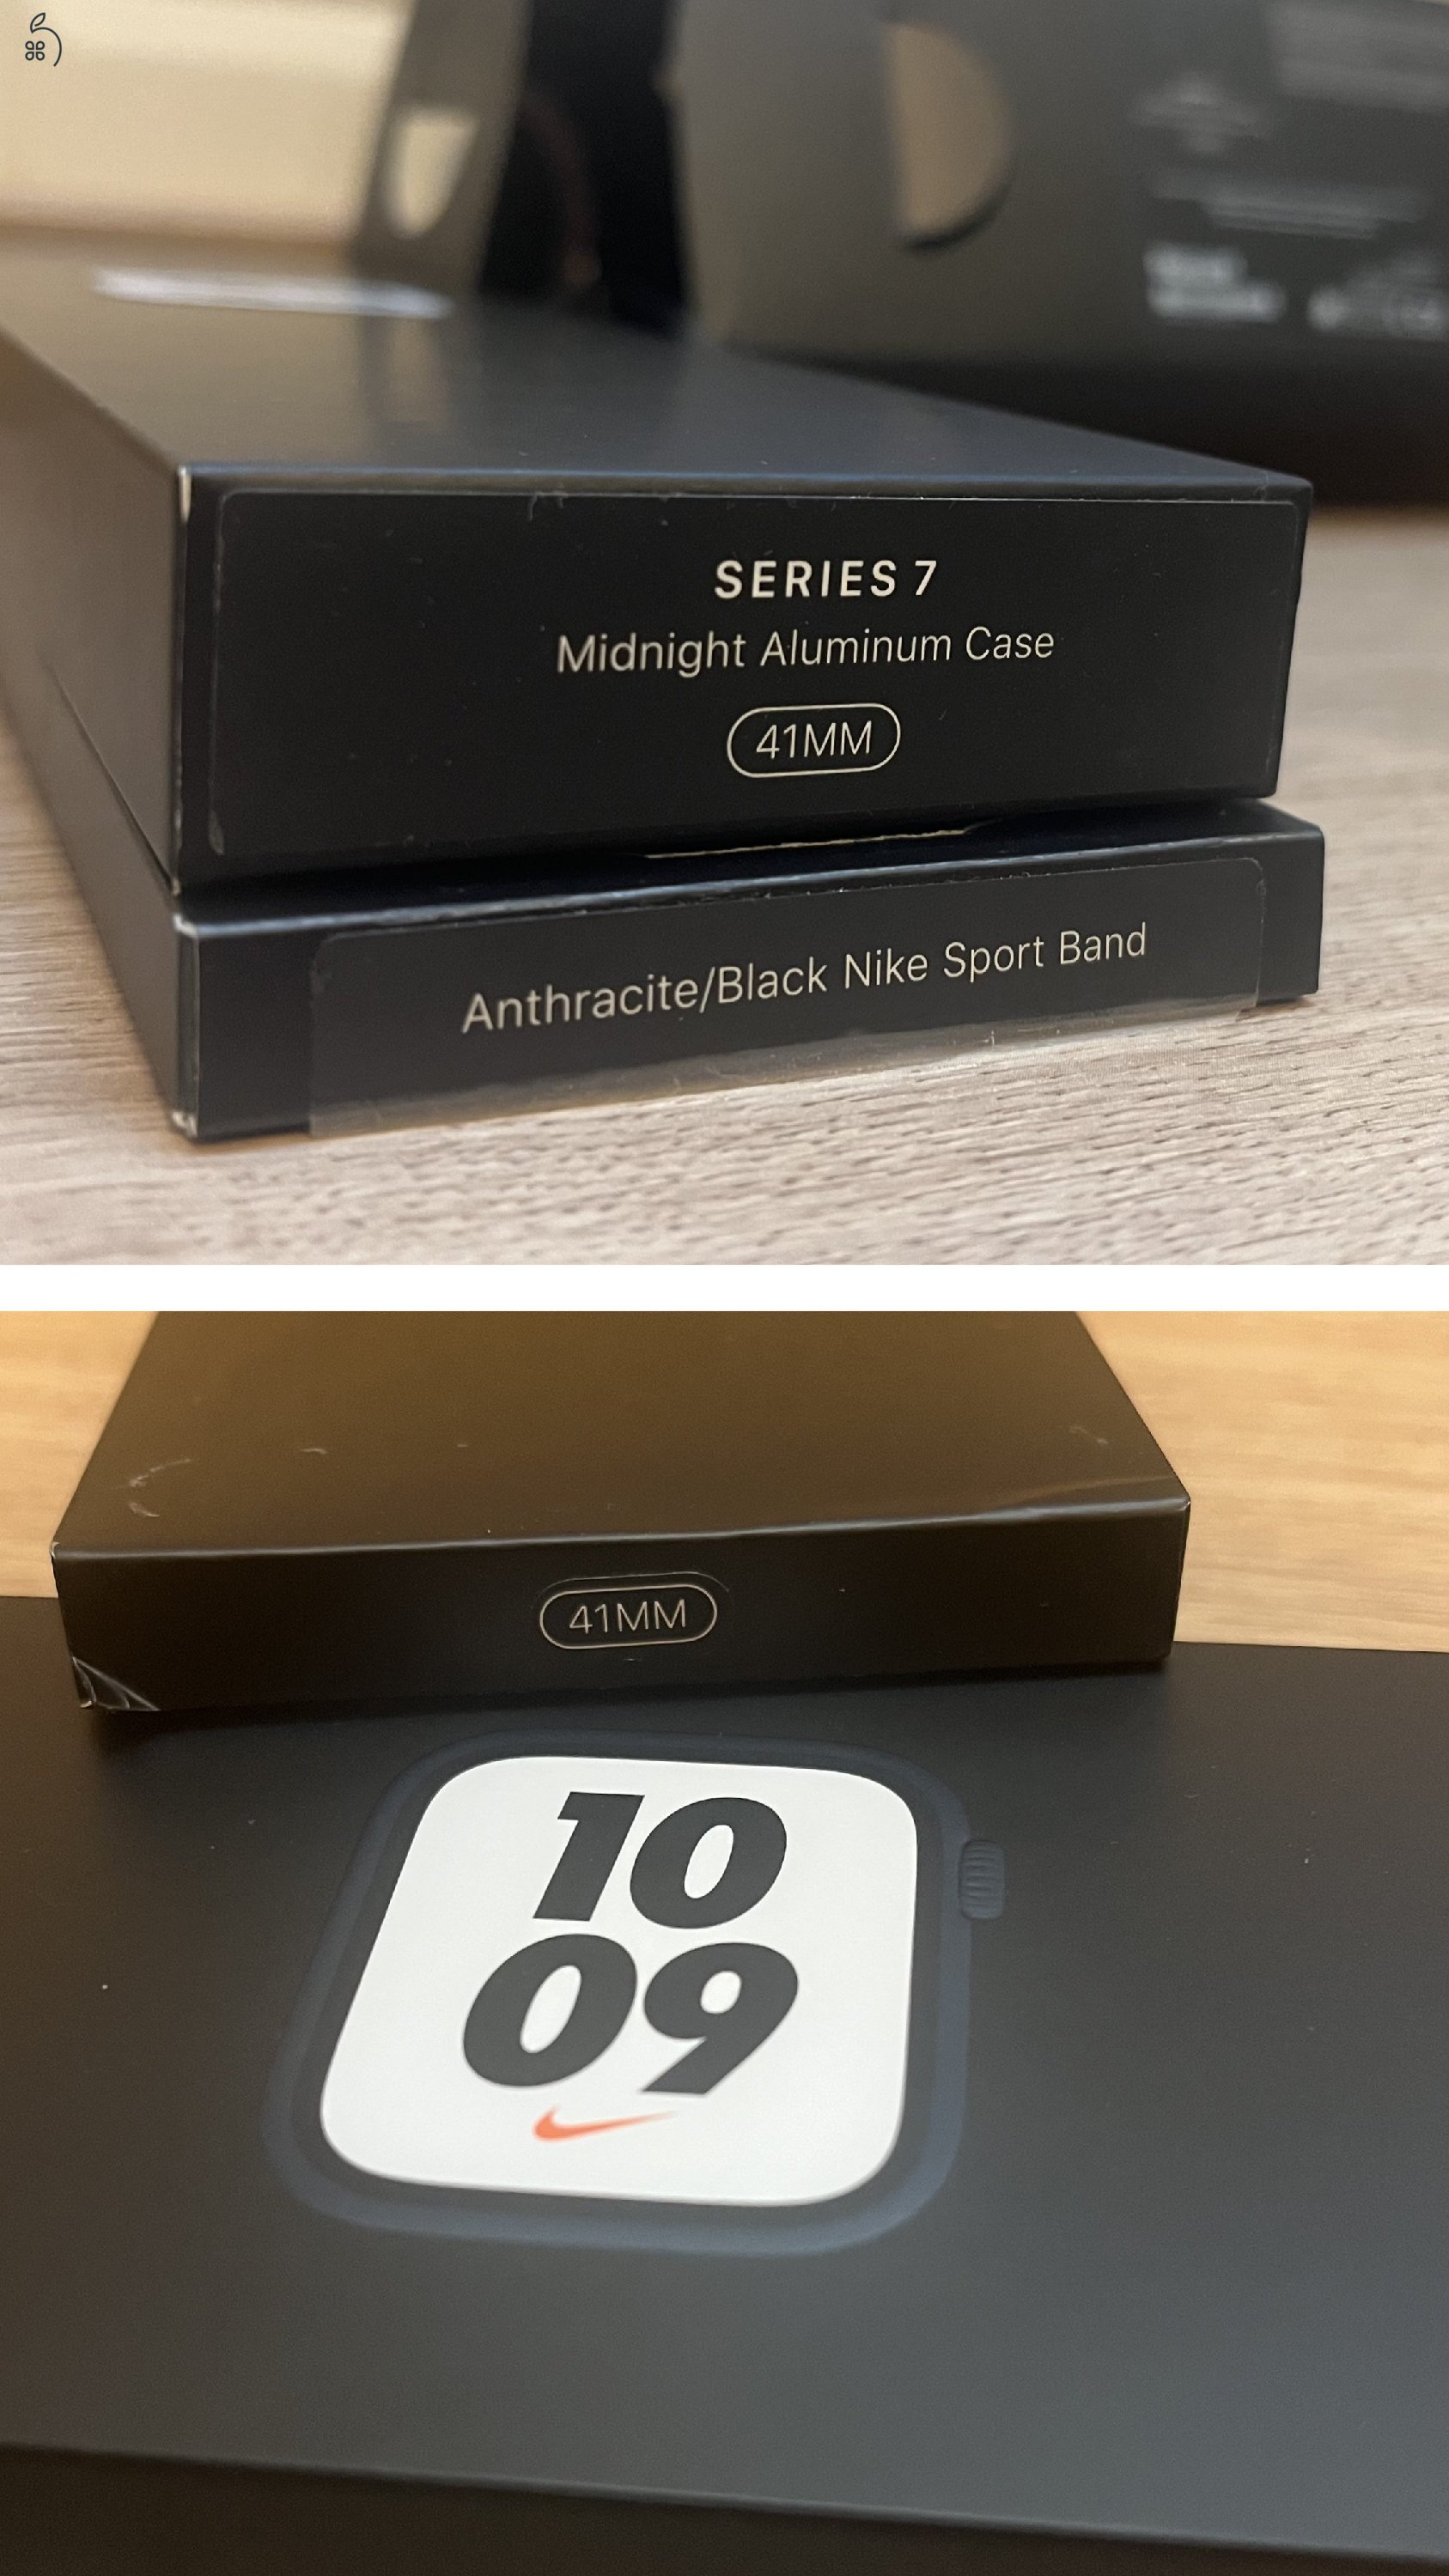 SERIES 7
Midnight Aluminum Case
41MM
Anthracite/Black Nike Sport Band
41MM
10
09